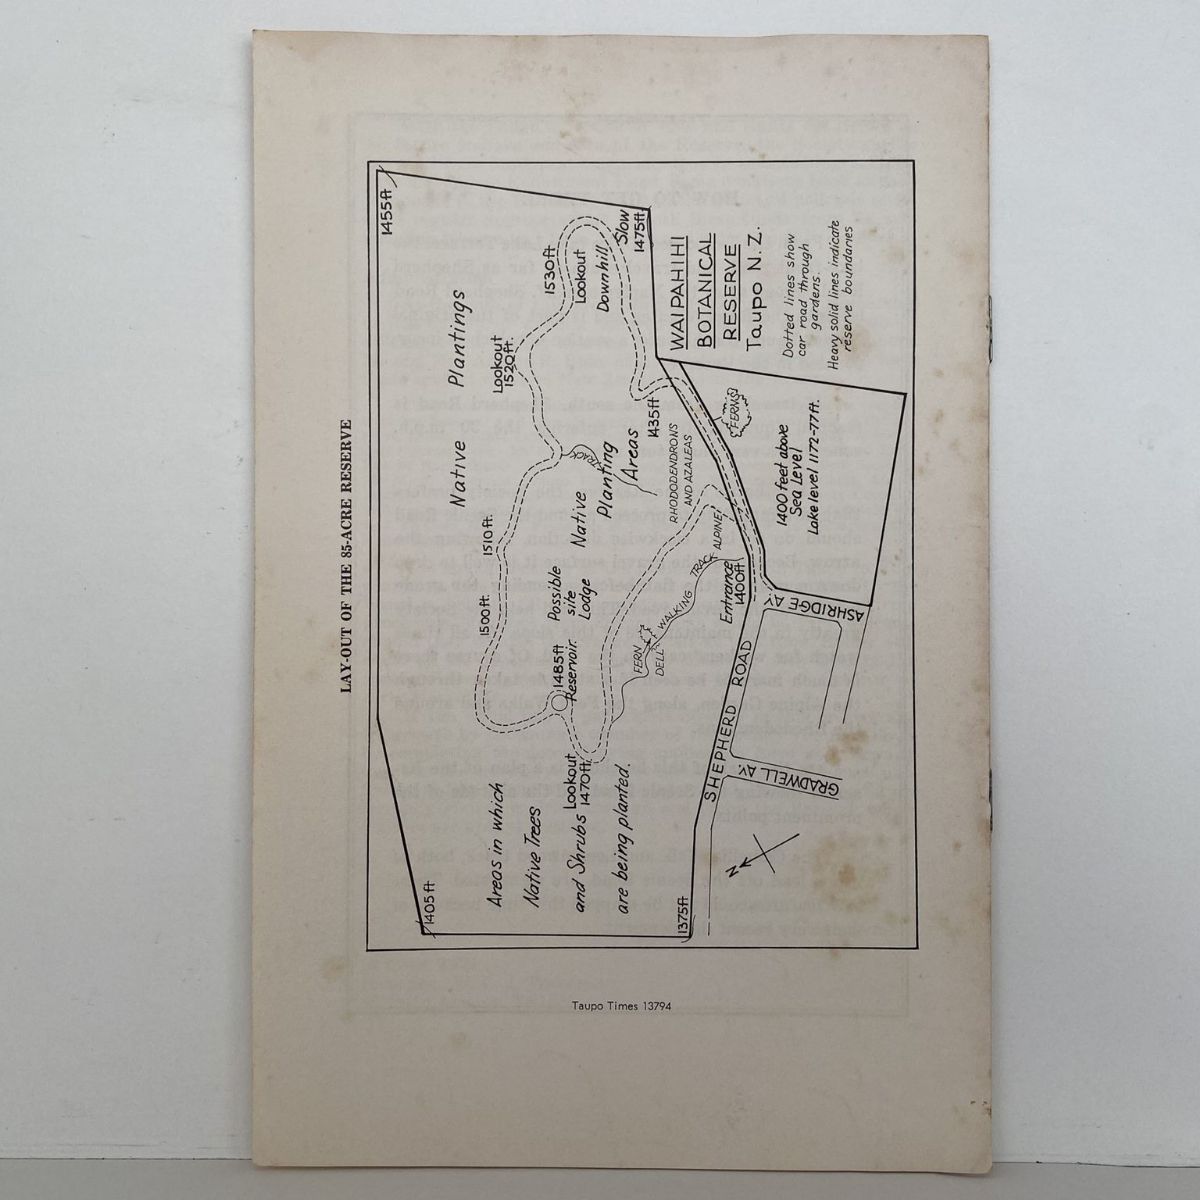 LAY-OUT OF THE 85-ACRE RESERVE
1455ft
1405ft
Native Plantings
1530ft
Lookout
Lookout
1520ft.
Downhill
Slow
1475ft
1510ft.
1500ft.
TRACK
Native
Planting
Areas
1435ft
Possible
site
Lodge
1485ft
Reservoir.
Lookout
1470ft
RHODODENDRONS
AND AZALEAS
ALPINE
WALKING TRACK
FERN
DELL
Entrance
1400ft
FERNS
Areas in which
Native Trees
and Shrubs
are being planted.
1375ft
SHEPHERD ROAD
GRADWELL AV.
ASHRIDGE AV.
N
WAIPAHIHI
BOTANICAL
RESERVE
Taupo N.Z.
Dotted lines show
car road through
gardens.
Heavy solid lines indicate
reserve boundaries
1400 feet above
Sea Level
Lake level 1172-77ft.
Taupo Times 13794